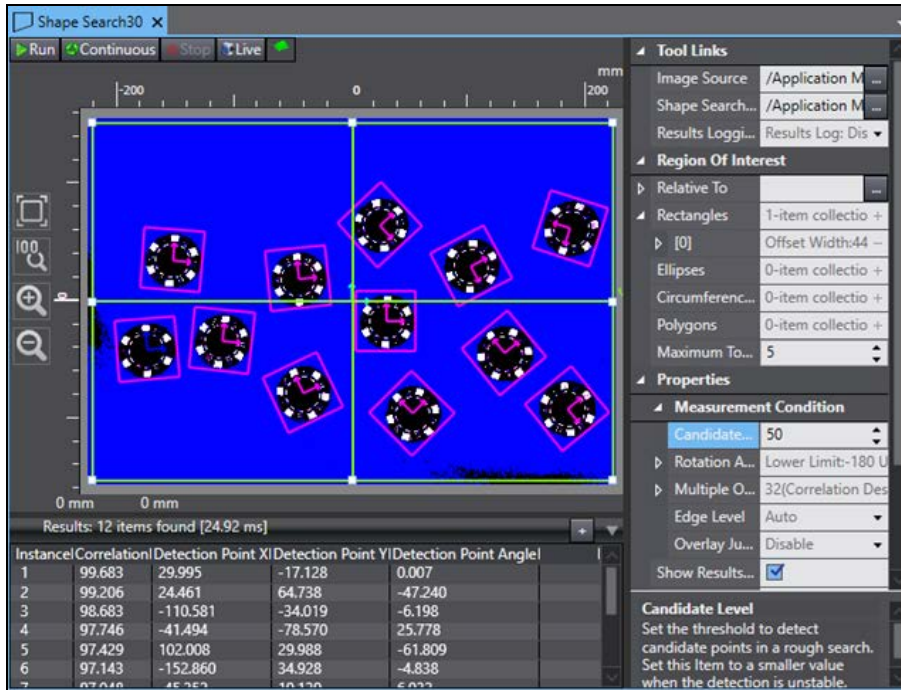 Shape Search30 ×
Run Continuous Stop Live
Tool Links
Image Source /Application M ...
Shape Search... /Application M ...
Results Loggi... Results Log: Dis
Region Of Interest
Relative To ...
Rectangles 1-item collectio +
[0] Offset Width:44 –
Ellipses 0-item collectio +
Circumferenc... 0-item collectio +
Polygons 0-item collectio +
Maximum To... 5
Properties
Measurement Condition
Candidate... 50
Rotation A... Lower Limit:-180 U
Multiple O... 32(Correlation Des
Edge Level Auto
Overlay Ju... Disable
Show Results...
Candidate Level
Set the threshold to detect
candidate points in a rough search.
Set this Item to a smaller value
when the detection is unstable.
mm
-200 0 200
100
0
0 mm 0 mm
Results: 12 items found [24.92 ms] +
Instance Correlation Detection Point X Detection Point Y Detection Point Angle
1 99.683 29.995 -17.128 0.007
2 99.206 24.461 64.738 -47.240
3 98.683 -110.581 -34.019 -6.198
4 97.746 -41.494 -78.570 25.778
5 97.429 102.008 29.988 -61.809
6 97.143 -152.860 34.928 -4.838